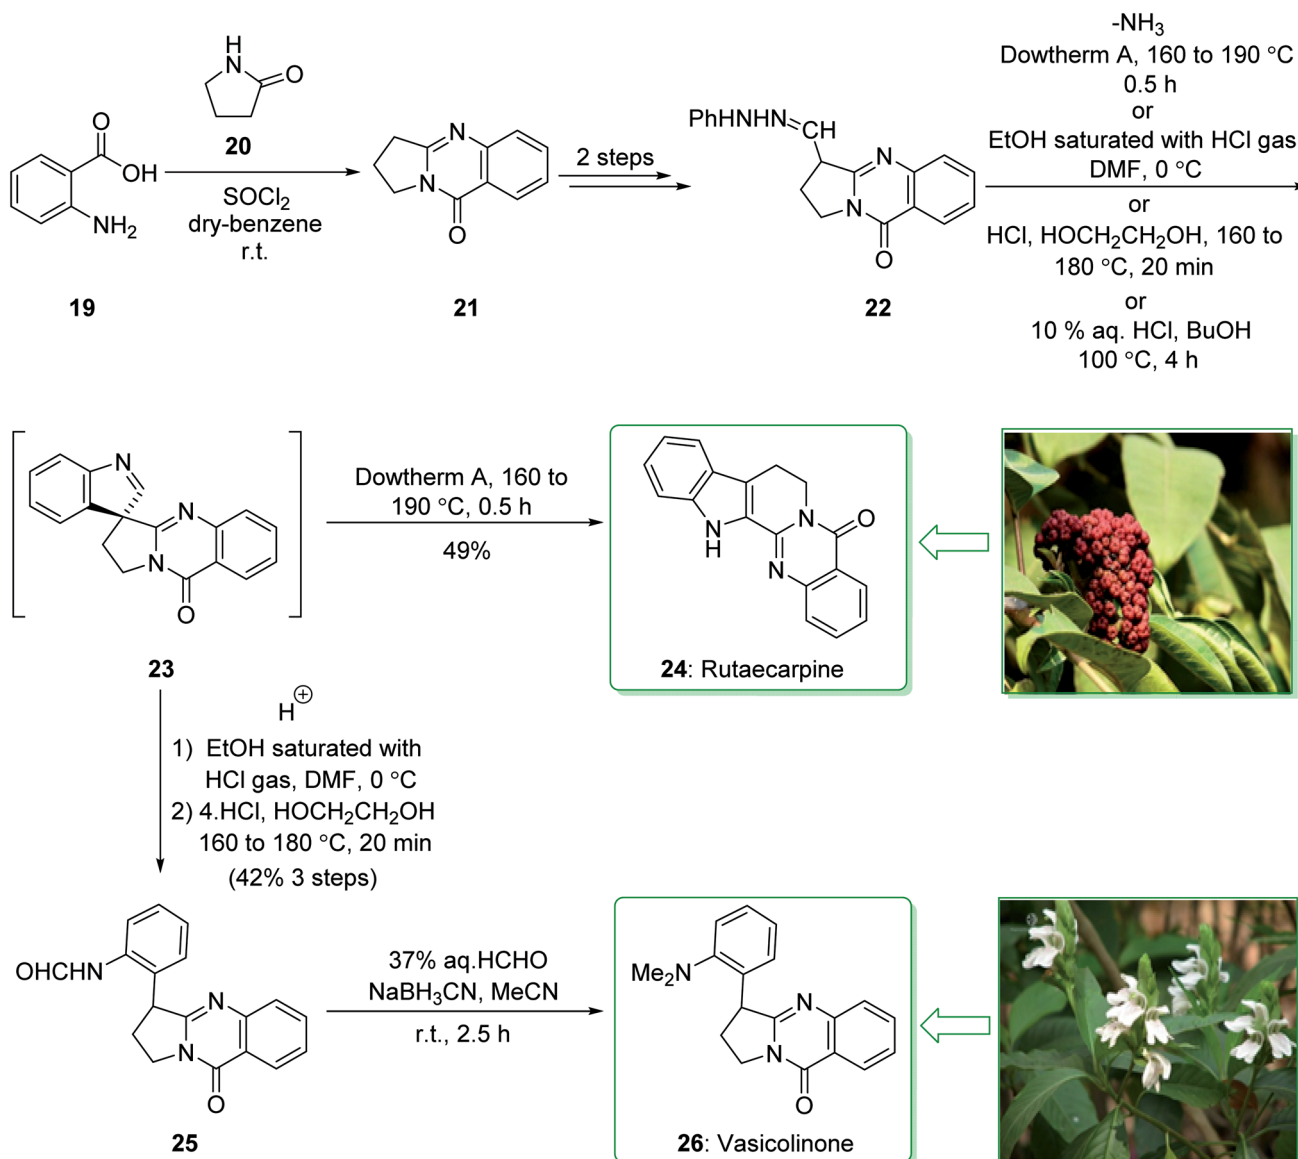 H
N
O
20
O
OH
NH₂
19
SOCl₂
dry-benzene
r.t.
N
N
O
21
2 steps
PhHNHN
CH
N
N
O
22
-NH₃
Dowtherm A, 160 to 190 °C
0.5 h
or
EtOH saturated with HCl gas
DMF, 0 °C
or
HCl, HOCH₂CH₂OH, 160 to
180 °C, 20 min
or
10 % aq. HCl, BuOH
100 °C, 4 h
N
N
N
O
23
Dowtherm A, 160 to
190 °C, 0.5 h
49%
N
H
N
O
N
24: Rutaecarpine
H⊕
1) EtOH saturated with
HCl gas, DMF, 0 °C
2) 4.HCl, HOCH₂CH₂OH
160 to 180 °C, 20 min
(42% 3 steps)
OHCHN
N
N
O
25
37% aq.HCHO
NaBH₃CN, MeCN
r.t., 2.5 h
Me₂N
N
N
O
26: Vasicolinone